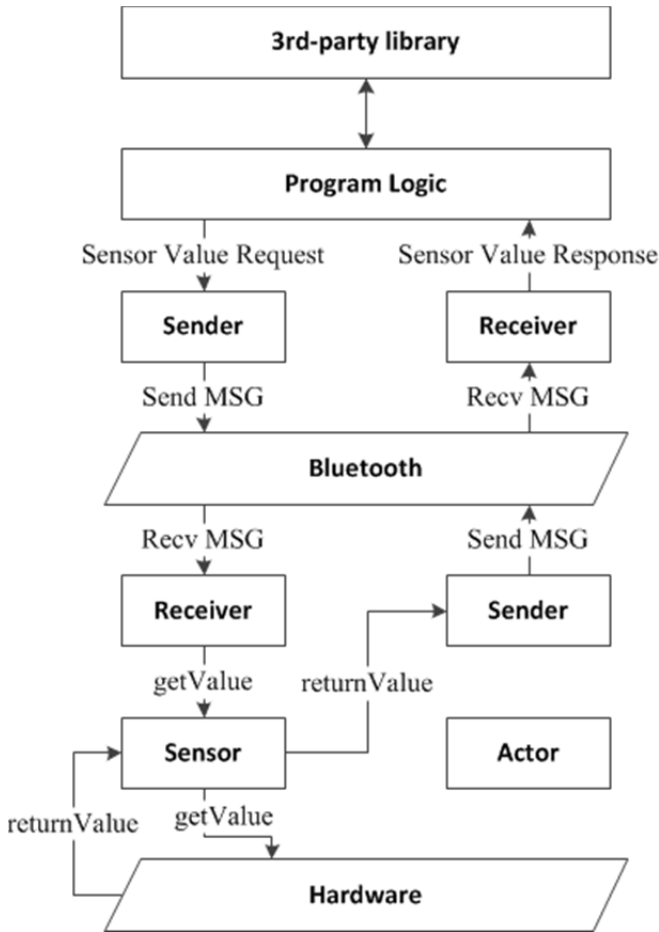 3rd-party library
Program Logic
Sensor Value Request
Sensor Value Response
Sender
Receiver
Send MSG
Recv MSG
Bluetooth
Recv MSG
Send MSG
Receiver
Sender
getValue
returnValue
Sensor
Actor
returnValue
getValue
Hardware